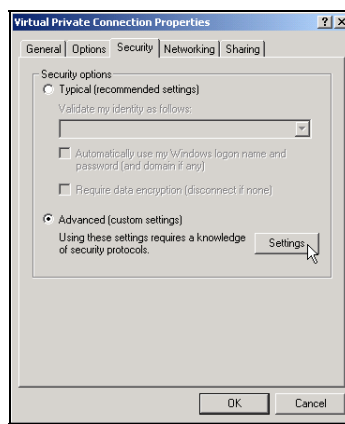 Virtual Private Connection Properties
General Options Security Networking Sharing
Security options
Typical (recommended settings)
Validate my identity as follows:
Automatically use my Windows logon name and
password (and domain if any)
Require data encryption (disconnect if none)
Advanced (custom settings)
Using these settings requires a knowledge
of security protocols.
Settings
OK Cancel